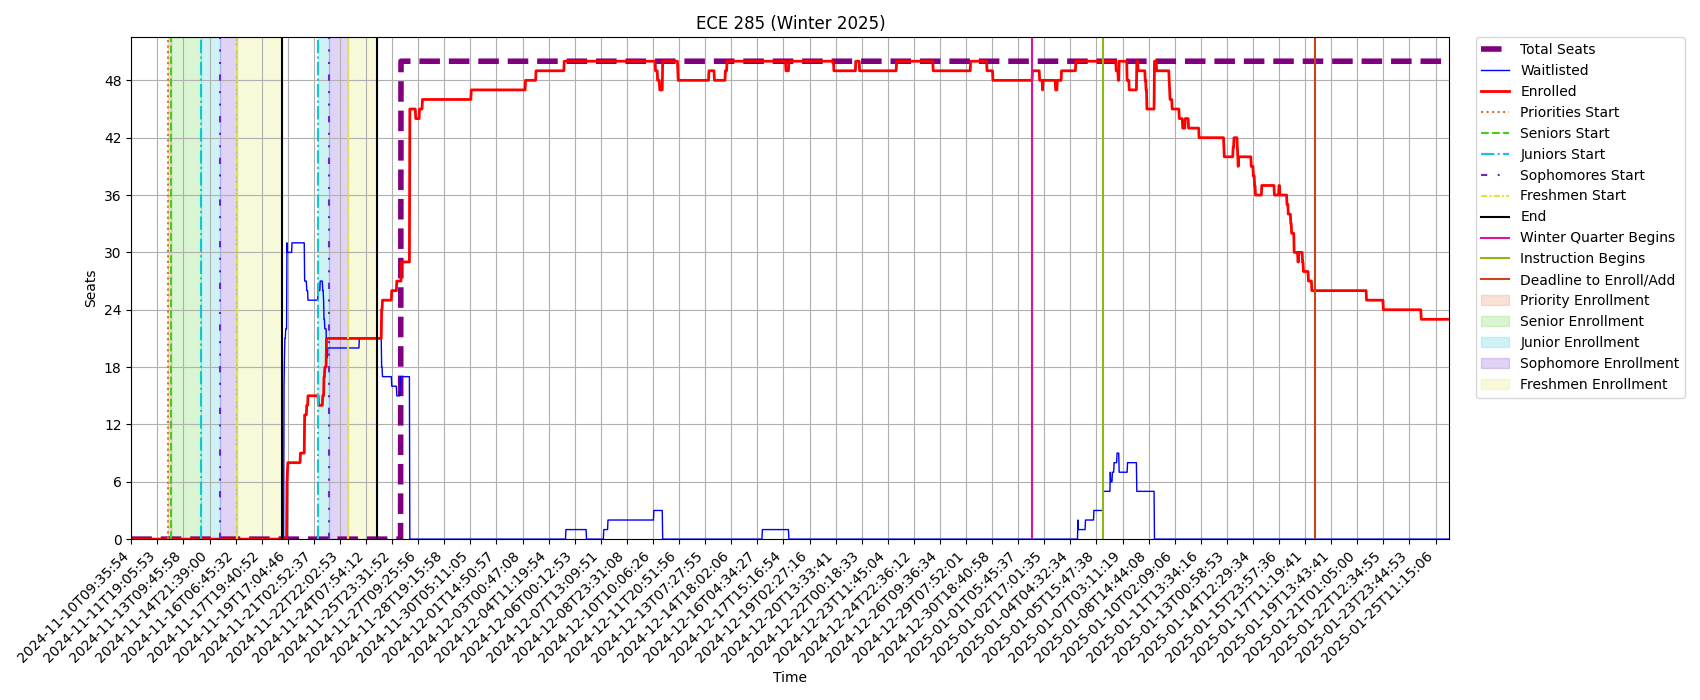 ECE 285 (Winter 2025)
Seats
48
42
36
30
24
18
12
6
0
2024-11-10T09:35:54
2024-11-11T19:05:53
2024-11-13T09:45:58
2024-11-14T21:39:00
2024-11-16T06:45:32
2024-11-17T19:40:52
2024-11-19T17:04:46
2024-11-21T02:52:37
2024-11-22T22:02:53
2024-11-24T07:54:12
2024-11-25T23:31:52
2024-11-27T09:25:56
2024-11-28T19:15:58
2024-11-30T05:11:05
2024-12-01T14:50:57
2024-12-03T00:47:08
2024-12-04T11:19:54
2024-12-06T00:12:53
2024-12-07T13:09:51
2024-12-08T23:31:08
2024-12-10T10:06:26
2024-12-11T20:51:56
2024-12-13T07:27:55
2024-12-14T18:02:06
2024-12-16T04:34:27
2024-12-17T15:16:54
2024-12-19T02:27:16
2024-12-20T13:33:41
2024-12-22T00:18:33
2024-12-23T11:45:04
2024-12-24T22:36:12
2024-12-26T09:36:34
2024-12-29T07:52:01
2024-12-30T18:40:58
2025-01-01T05:45:37
2025-01-02T17:01:35
2025-01-04T04:32:34
2025-01-05T15:47:38
2025-01-07T03:11:19
2025-01-08T14:44:08
2025-01-10T02:09:06
2025-01-11T13:34:16
2025-01-13T00:58:53
2025-01-14T12:29:34
2025-01-15T23:57:36
2025-01-17T11:19:41
2025-01-19T13:43:41
2025-01-21T01:05:00
2025-01-22T12:34:55
2025-01-23T23:44:53
2025-01-25T11:15:06
Time
Total Seats
Waitlisted
Enrolled
Priorities Start
Seniors Start
Juniors Start
Sophomores Start
Freshmen Start
End
Winter Quarter Begins
Instruction Begins
Deadline to Enroll/Add
Priority Enrollment
Senior Enrollment
Junior Enrollment
Sophomore Enrollment
Freshmen Enrollment